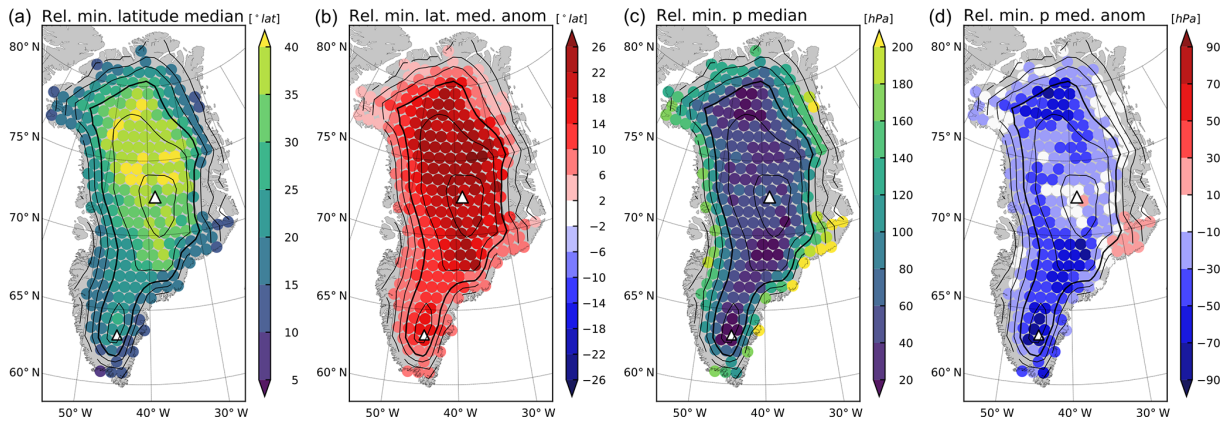 (a) Rel. min. latitude median [°lat]
80° N
75° N
70° N
65° N
60° N
50° W 40° W 30° W
40
35
30
25
20
15
10
5
(b) Rel. min. lat. med. anom [°lat]
80° N
75° N
70° N
65° N
60° N
50° W 40° W 30° W
26
22
18
14
10
6
2
−2
−6
−10
−14
−18
−22
−26
(c) Rel. min. p median [hPa]
80° N
75° N
70° N
65° N
60° N
50° W 40° W 30° W
200
180
160
140
120
100
80
60
40
20
(d) Rel. min. p med. anom [hPa]
80° N
75° N
70° N
65° N
60° N
50° W 40° W 30° W
90
70
50
30
10
−10
−30
−50
−70
−90